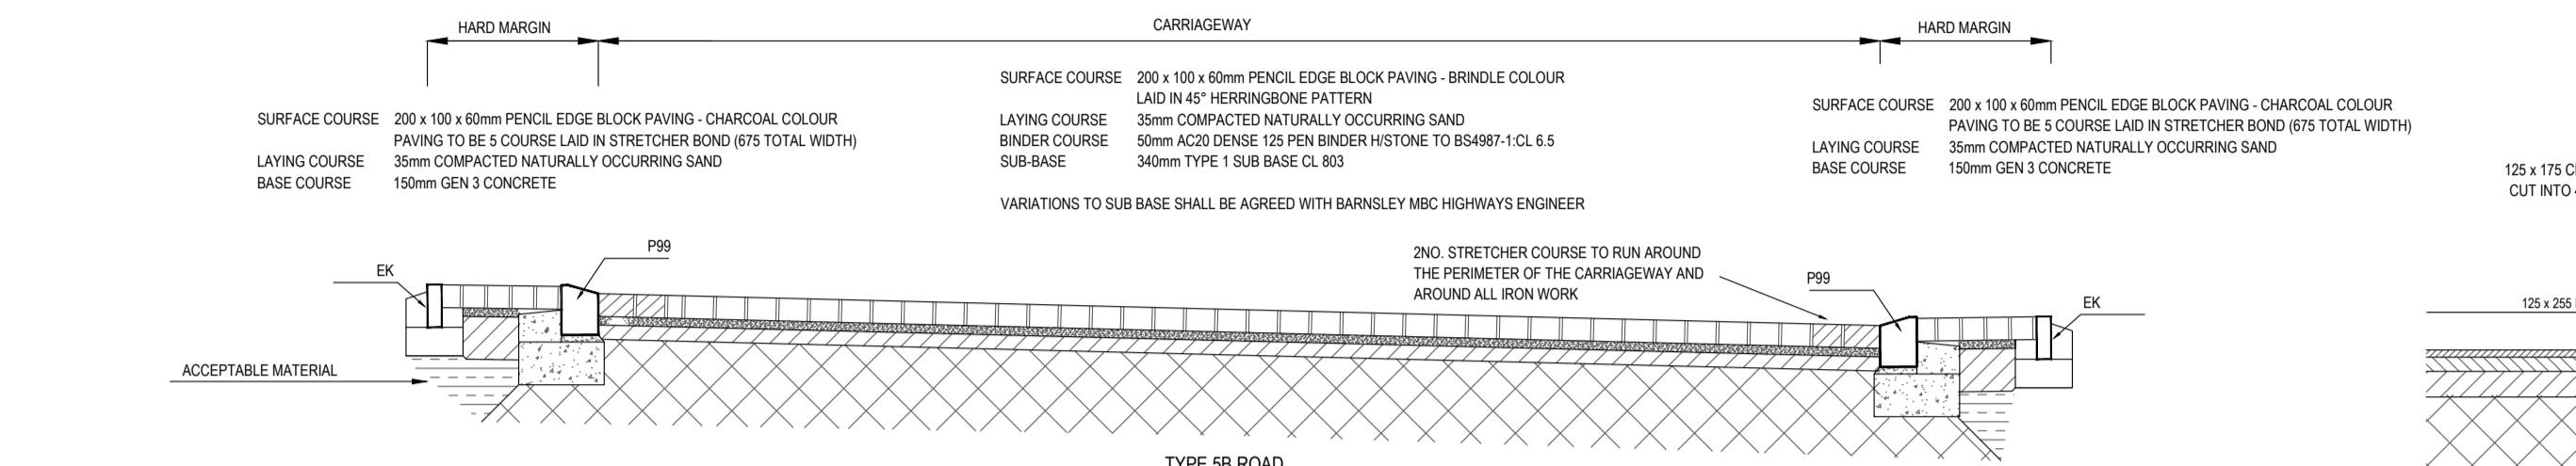 HARD MARGIN
CARRIAGEWAY
HARD MARGIN
SURFACE COURSE 200 x 100 x 60mm PENCIL EDGE BLOCK PAVING - CHARCOAL COLOUR
PAVING TO BE 5 COURSE LAID IN STRETCHER BOND (675 TOTAL WIDTH)
LAYING COURSE 35mm COMPACTED NATURALLY OCCURRING SAND
BASE COURSE 150mm GEN 3 CONCRETE
SURFACE COURSE 200 x 100 x 60mm PENCIL EDGE BLOCK PAVING - BRINDLE COLOUR
LAID IN 45° HERRINGBONE PATTERN
LAYING COURSE 35mm COMPACTED NATURALLY OCCURRING SAND
BINDER COURSE 50mm AC20 DENSE 125 PEN BINDER H/STONE TO BS4987-1:CL 6.5
SUB-BASE 340mm TYPE 1 SUB BASE CL 803
VARIATIONS TO SUB BASE SHALL BE AGREED WITH BARNSLEY MBC HIGHWAYS ENGINEER
SURFACE COURSE 200 x 100 x 60mm PENCIL EDGE BLOCK PAVING - CHARCOAL COLOUR
PAVING TO BE 5 COURSE LAID IN STRETCHER BOND (675 TOTAL WIDTH)
LAYING COURSE 35mm COMPACTED NATURALLY OCCURRING SAND
BASE COURSE 150mm GEN 3 CONCRETE
125 x 175
CUT INTO
EK
P99
2NO. STRETCHER COURSE TO RUN AROUND
THE PERIMETER OF THE CARRIAGEWAY AND
AROUND ALL IRON WORK
P99
EK
125 x 255
ACCEPTABLE MATERIAL
TYPE 5B ROAD